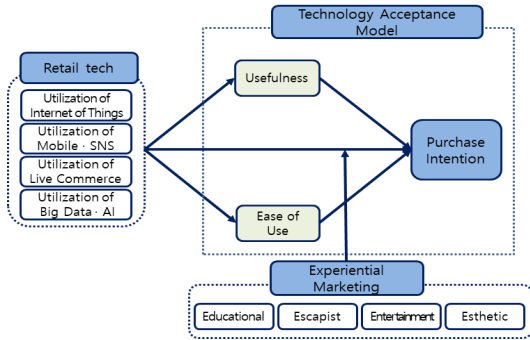 Technology Acceptance
Model
Retail tech
Utilization of
Internet of Things
Utilization of
Mobile · SNS
Utilization of
Live Commerce
Utilization of
Big Data · AI
Usefulness
Purchase
Intention
Ease of
Use
Experiential
Marketing
Educational
Escapist
Entertainment
Esthetic